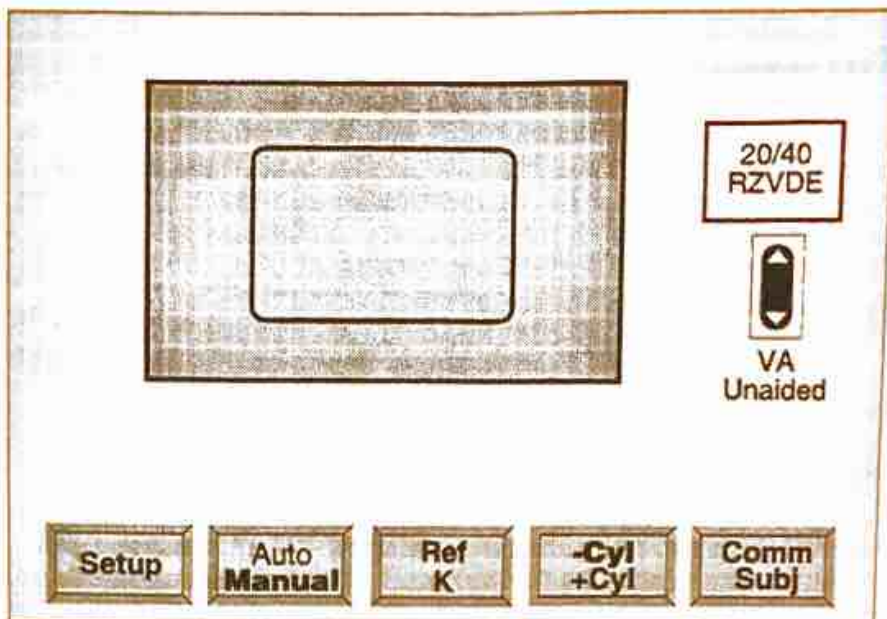 20/40
RZVDE
VA
Unaided
Setup
Auto
Manual
Ref
K
-Cyl
+Cyl
Comm
Subj